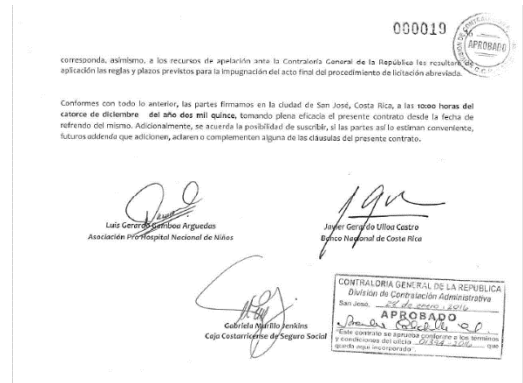 000019
APROBADO
corresponda, asimismo, a los recursos de apelación ante la Contraloría General de la República les resultará de
aplicación las reglas y plazos previstos para la impugnación del acto final del procedimiento de licitación abreviada.
Conformes con todo lo anterior, las partes firmamos en la ciudad de San José, Costa Rica, a las 10:00 horas del
catorce de diciembre del año dos mil quince, tomando plena eficacia el presente contrato desde la fecha de
refrendo del mismo. Adicionalmente, se acuerda la posibilidad de suscribir, si las partes así lo estiman conveniente,
futuros addenda que adicionen, aclaren o complementen alguna de las cláusulas del presente contrato.
Luis Gerardo Gamboa Arguedas
Asociación Pro Hospital Nacional de Niños
Javier Gerardo Ulloa Castro
Banco Nacional de Costa Rica
Gabriela Murillo Jenkins
Caja Costarricense de Seguro Social
CONTRALORIA GENERAL DE LA REPUBLICA
División de Contratación Administrativa
San José, 28 de enero, 2016
APROBADO
"Este contrato se aprueba conforme a los términos
y condiciones del oficio 01344-2016 que
queda aquí incorporado".